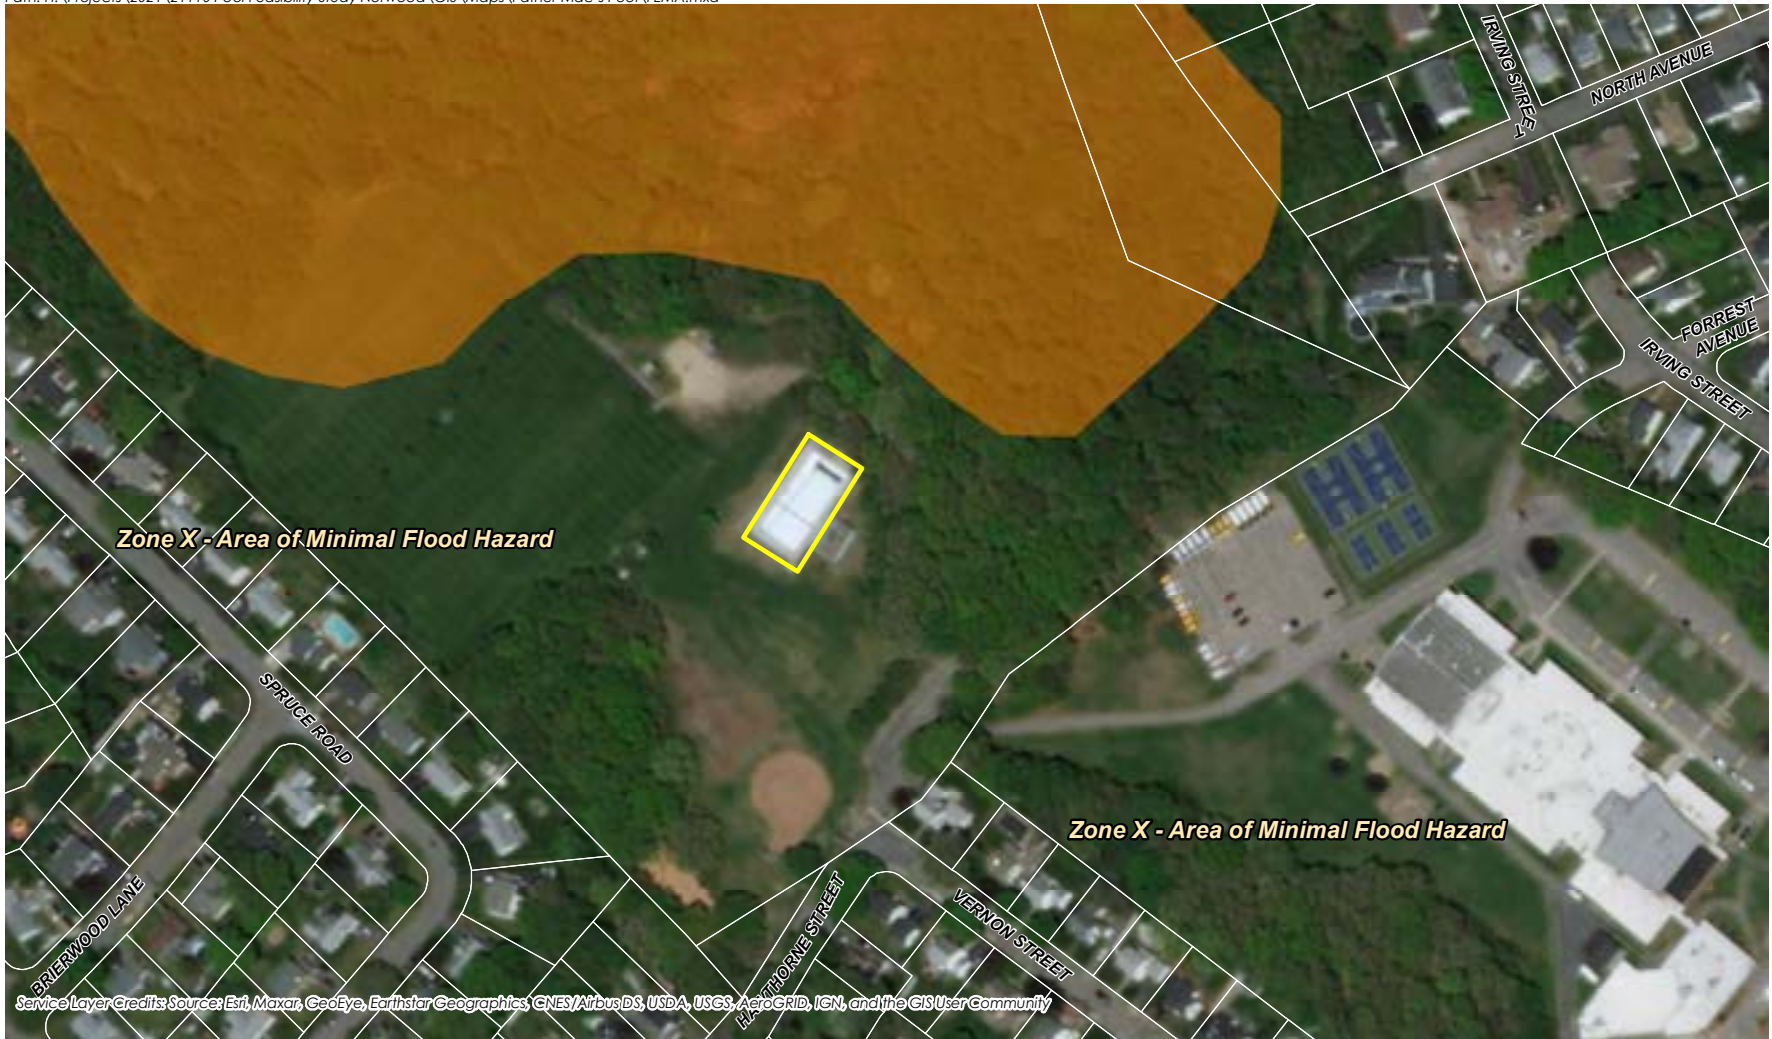 IRVING STREET
NORTH AVENUE
FORREST
AVENUE
IRVING STREET
Zone X - Area of Minimal Flood Hazard
SPRUCE ROAD
Zone X - Area of Minimal Flood Hazard
BRIERWOOD LANE
HAWTHORNE STREET
VERNON STREET
Service Layer Credits: Source: Esri, Maxar, GeoEye, Earthstar Geographics, CNES/Airbus DS, USDA, USGS, AeroGRID, IGN, and the GIS User Community